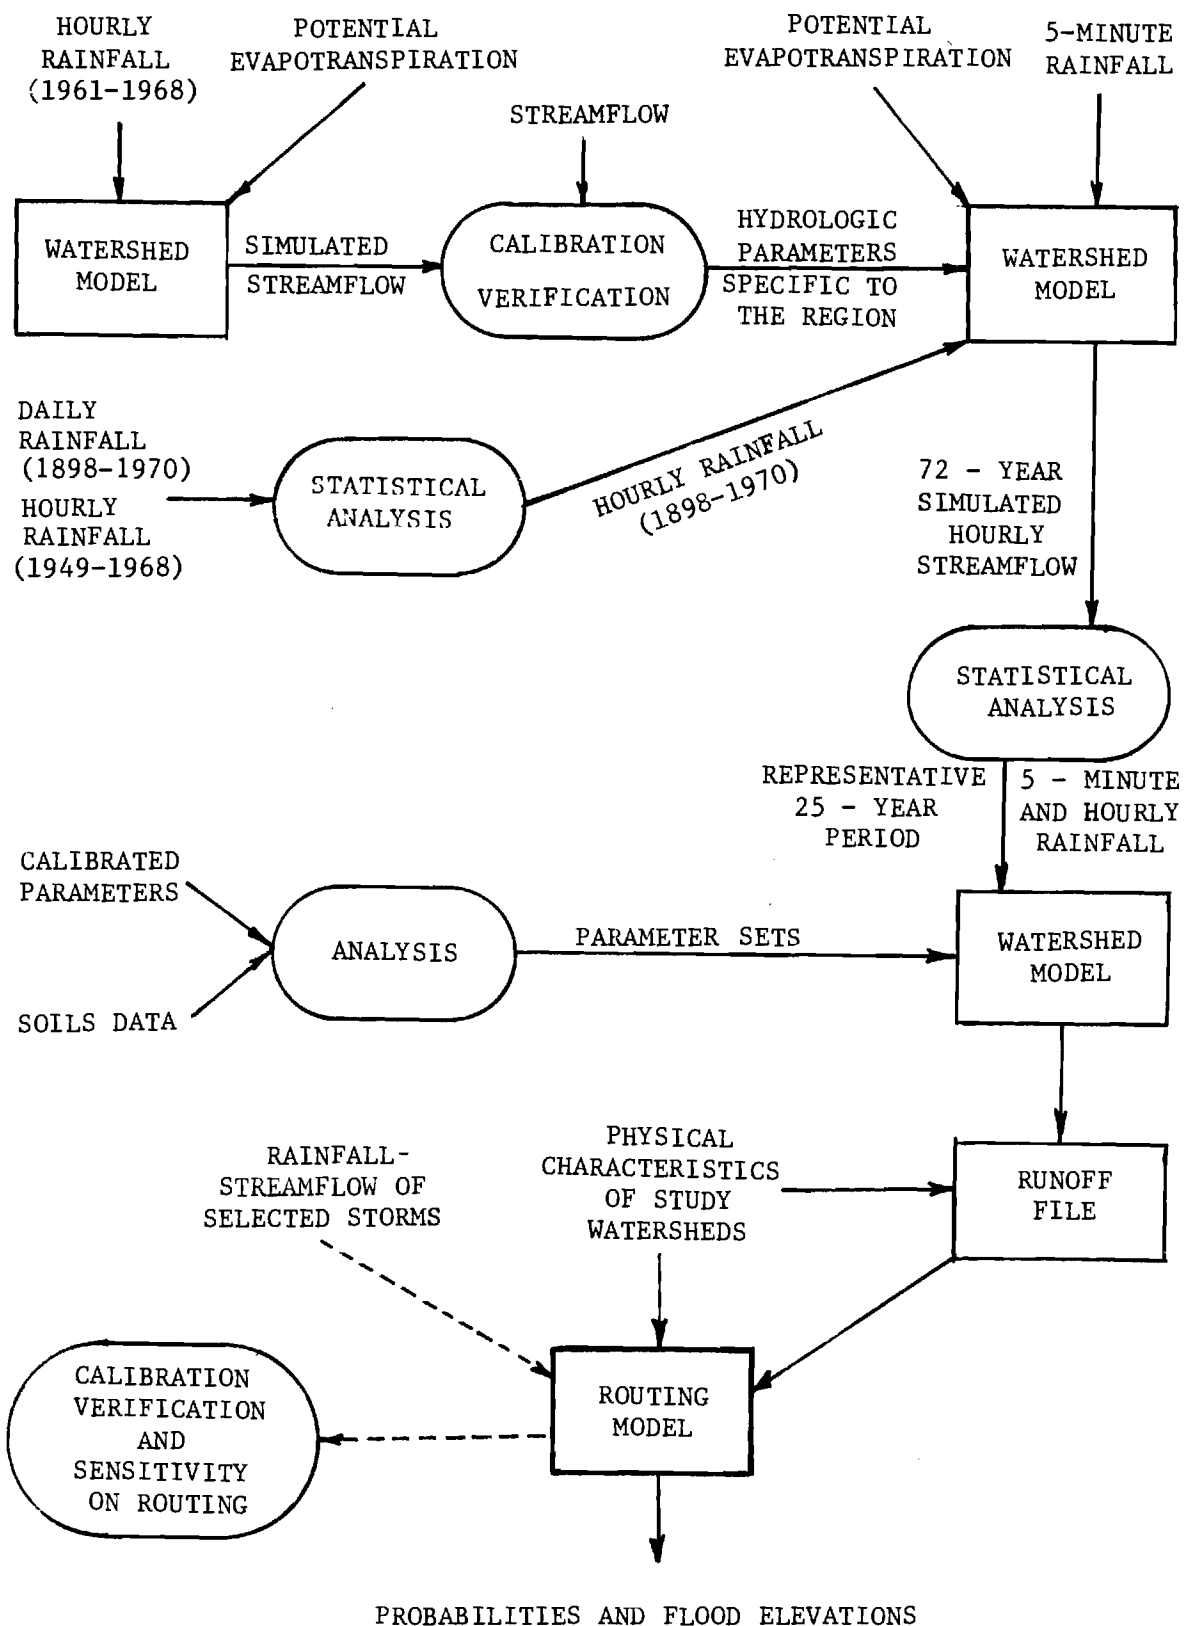 HOURLY
RAINFALL
(1961-1968)
POTENTIAL
EVAPOTRANSPIRATION
STREAMFLOW
POTENTIAL
EVAPOTRANSPIRATION
5-MINUTE
RAINFALL
WATERSHED
MODEL
SIMULATED
STREAMFLOW
CALIBRATION
VERIFICATION
HYDROLOGIC
PARAMETERS
SPECIFIC TO
THE REGION
WATERSHED
MODEL
DAILY
RAINFALL
(1898-1970)
HOURLY
RAINFALL
(1949-1968)
STATISTICAL
ANALYSIS
HOURLY RAINFALL
(1898-1970)
72 - YEAR
SIMULATED
HOURLY
STREAMFLOW
STATISTICAL
ANALYSIS
REPRESENTATIVE
25 - YEAR
PERIOD
5 - MINUTE
AND HOURLY
RAINFALL
CALIBRATED
PARAMETERS
SOILS DATA
ANALYSIS
PARAMETER SETS
WATERSHED
MODEL
RAINFALL-
STREAMFLOW OF
SELECTED STORMS
PHYSICAL
CHARACTERISTICS
OF STUDY
WATERSHEDS
RUNOFF
FILE
CALIBRATION
VERIFICATION
AND
SENSITIVITY
ON ROUTING
ROUTING
MODEL
PROBABILITIES AND FLOOD ELEVATIONS